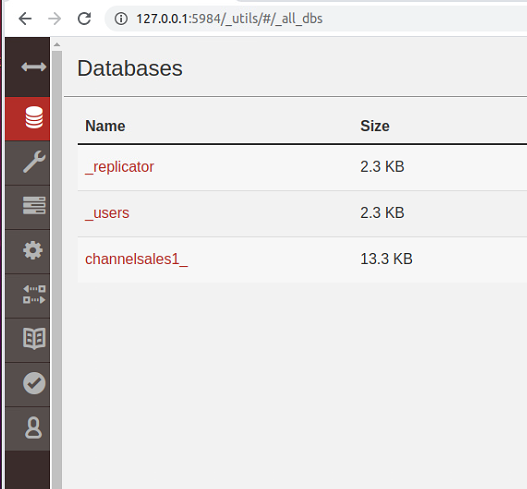 127.0.0.1:5984/_utils/#/_all_dbs
Databases
Name Size
_replicator 2.3 KB
_users 2.3 KB
channelsales1_ 13.3 KB